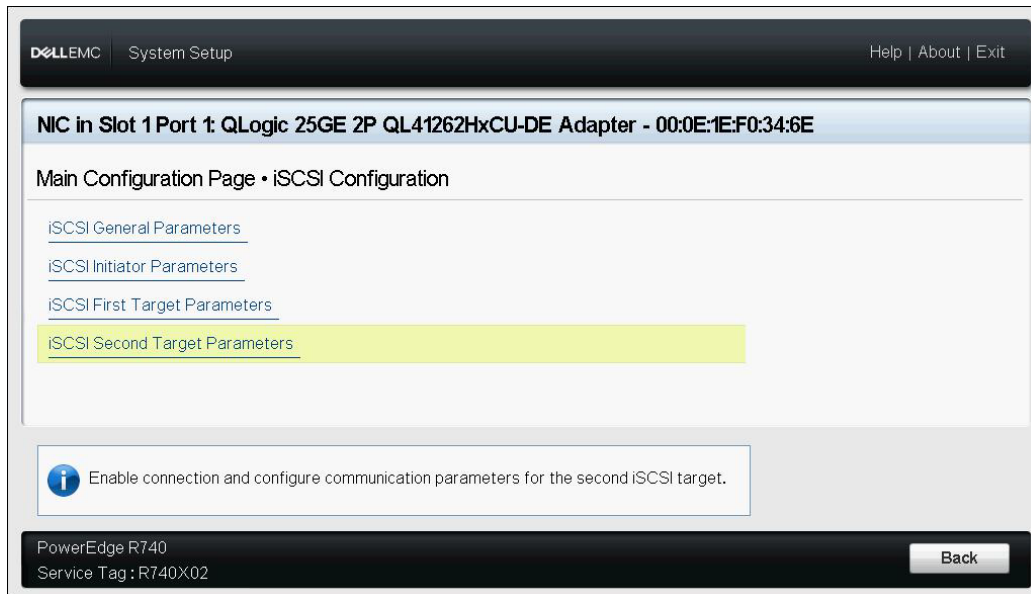 DELLEMC System Setup Help | About | Exit
NIC in Slot 1 Port 1: QLogic 25GE 2P QL41262HxCU-DE Adapter - 00:0E:1E:F0:34:6E
Main Configuration Page • iSCSI Configuration
iSCSI General Parameters
iSCSI Initiator Parameters
iSCSI First Target Parameters
iSCSI Second Target Parameters
Enable connection and configure communication parameters for the second iSCSI target.
PowerEdge R740
Service Tag : R740X02
Back